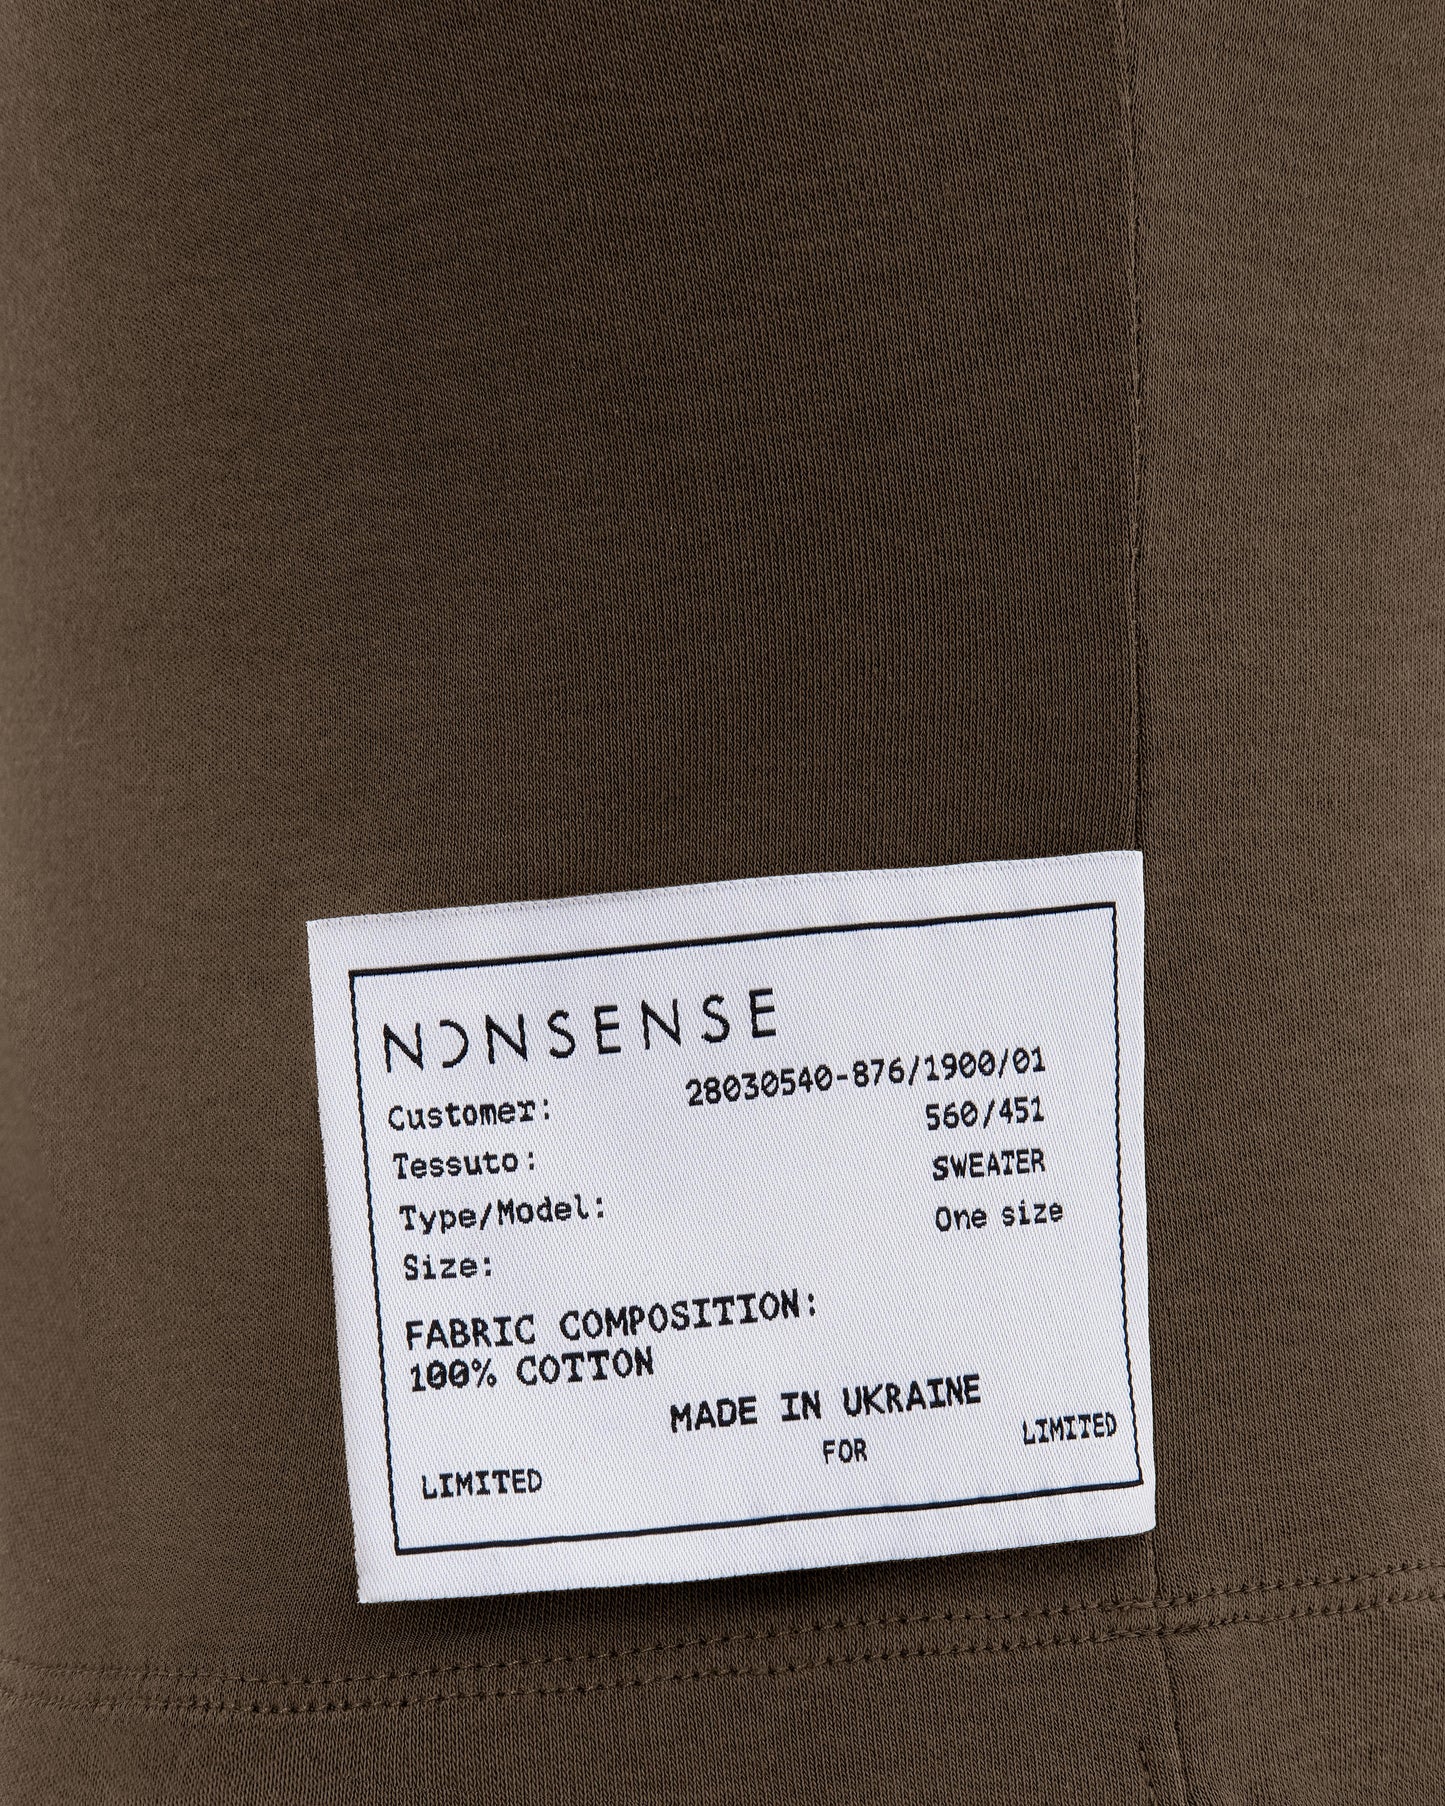 NONSENSE
Customer: 28030540-876/1900/01
Tessuto: 560/451
Type/Model: SWEATER
Size: One size
FABRIC COMPOSITION:
100% COTTON
MADE IN UKRAINE
LIMITED FOR LIMITED